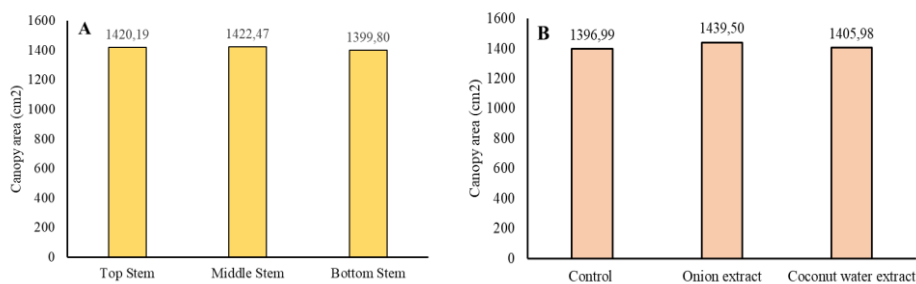 A
Canopy area (cm2)
1600
1400
1200
1000
800
600
400
200
0
1420,19
1422,47
1399,80
Top Stem
Middle Stem
Bottom Stem
B
Canopy area (cm2)
1600
1400
1200
1000
800
600
400
200
0
1396,99
1439,50
1405,98
Control
Onion extract
Coconut water extract